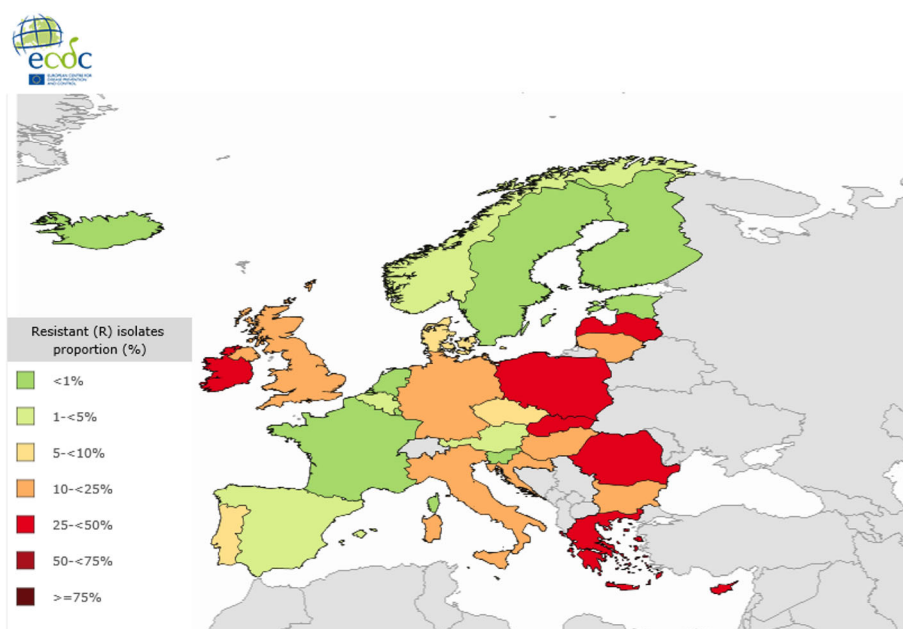 ecdc
EUROPEAN CENTRE FOR
DISEASE PREVENTION
AND CONTROL
Resistant (R) isolates
proportion (%)
<1%
1-<5%
5-<10%
10-<25%
25-<50%
50-<75%
>=75%